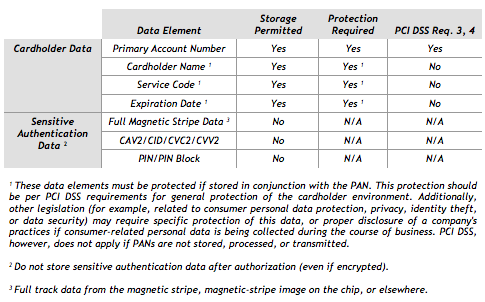 Data Element Storage Permitted Protection Required PCI DSS Req. 3, 4
Cardholder Data Primary Account Number Yes Yes Yes
Cardholder Name ¹ Yes Yes ¹ No
Service Code ¹ Yes Yes ¹ No
Expiration Date ¹ Yes Yes ¹ No
Sensitive Authentication Data ² Full Magnetic Stripe Data ³ No N/A N/A
CAV2/CID/CVC2/CVV2 No N/A N/A
PIN/PIN Block No N/A N/A
¹ These data elements must be protected if stored in conjunction with the PAN. This protection should
be per PCI DSS requirements for general protection of the cardholder environment. Additionally,
other legislation (for example, related to consumer personal data protection, privacy, identity theft,
or data security) may require specific protection of this data, or proper disclosure of a company's
practices if consumer-related personal data is being collected during the course of business. PCI DSS,
however, does not apply if PANs are not stored, processed, or transmitted.
² Do not store sensitive authentication data after authorization (even if encrypted).
³ Full track data from the magnetic stripe, magnetic-stripe image on the chip, or elsewhere.